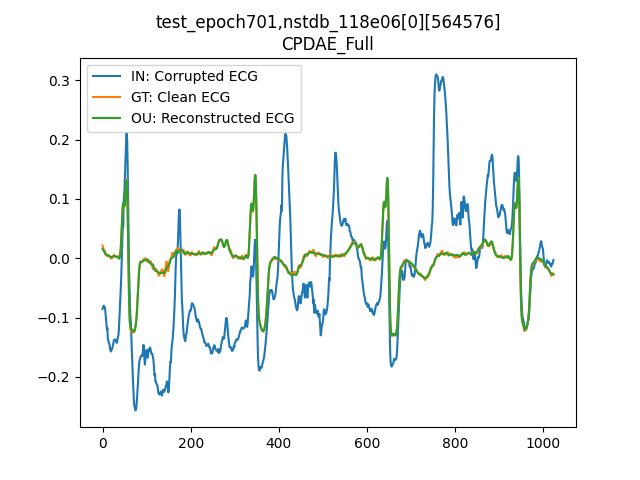 test_epoch701,nstdb_118e06[0][564576]
CPDAE_Full
IN: Corrupted ECG
GT: Clean ECG
OU: Reconstructed ECG
0.3
0.2
0.1
0.0
−0.1
−0.2
0 200 400 600 800 1000